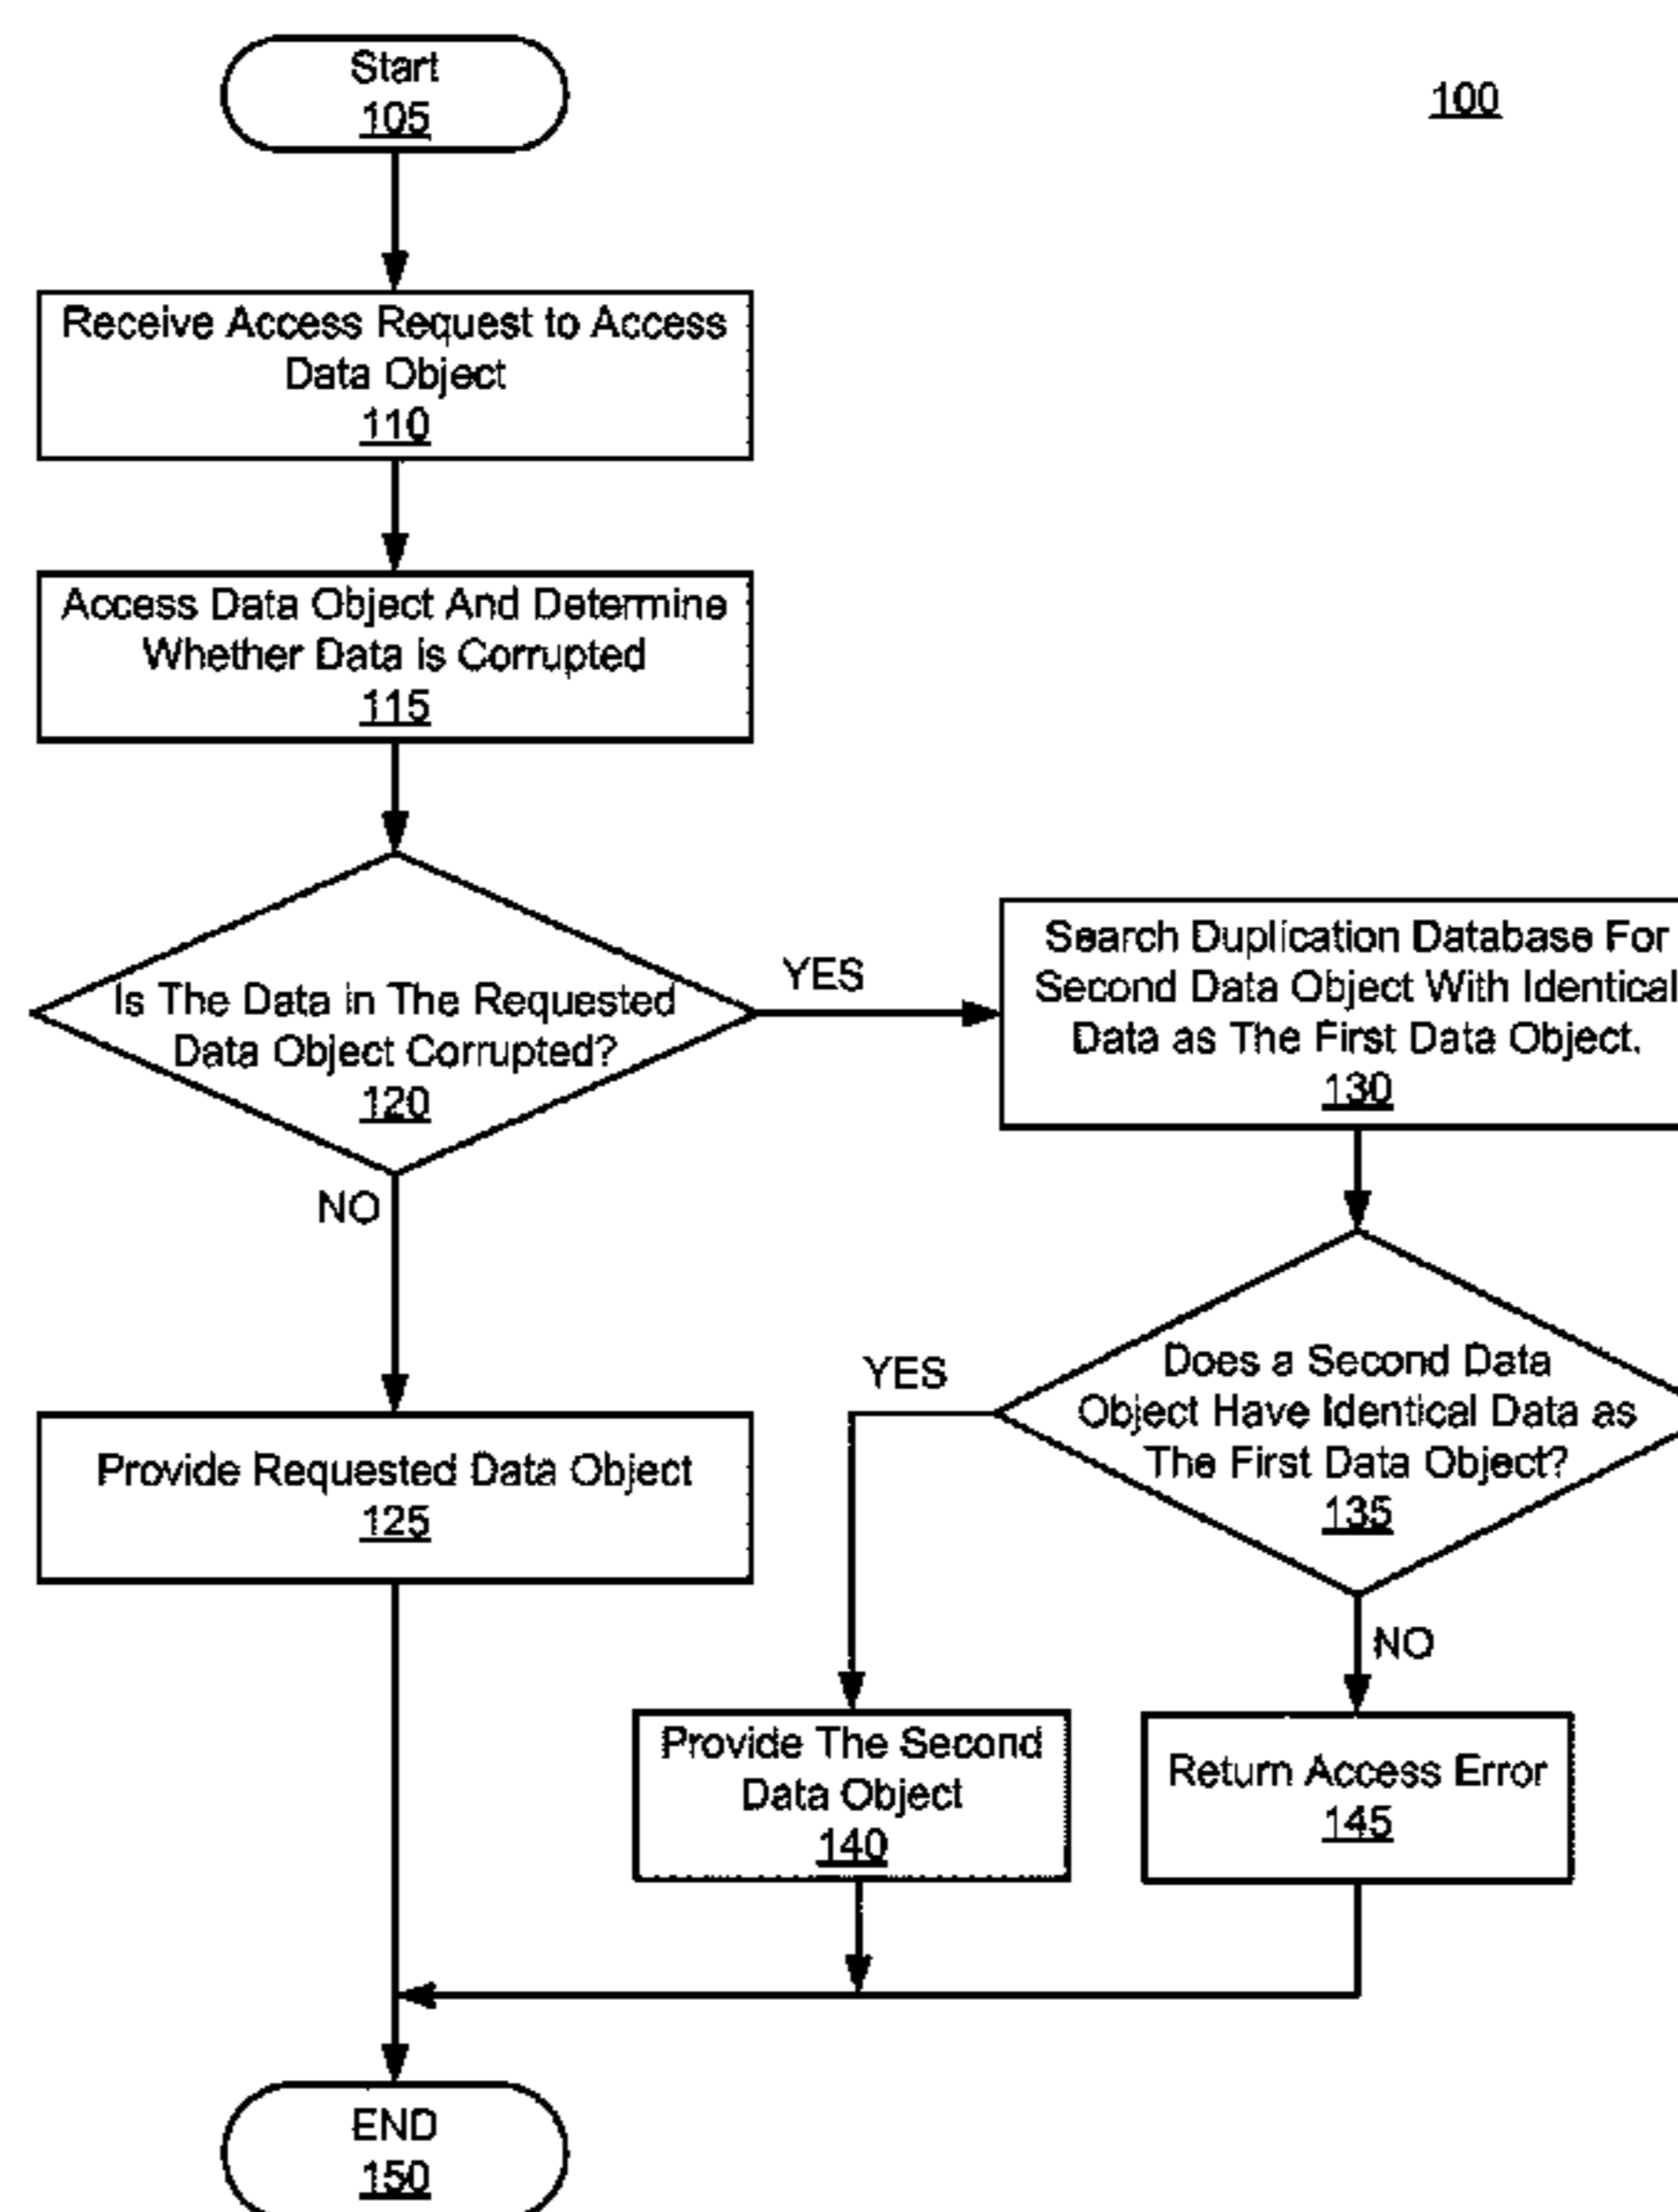 Start
105
100
Receive Access Request to Access
Data Object
110
Access Data Object And Determine
Whether Data is Corrupted
115
Is The Data in The Requested
Data Object Corrupted?
120
YES
NO
Search Duplication Database For
Second Data Object With Identical
Data as The First Data Object.
130
Does a Second Data
Object Have Identical Data as
The First Data Object?
135
YES
NO
Provide Requested Data Object
125
Provide The Second
Data Object
140
Return Access Error
145
END
150